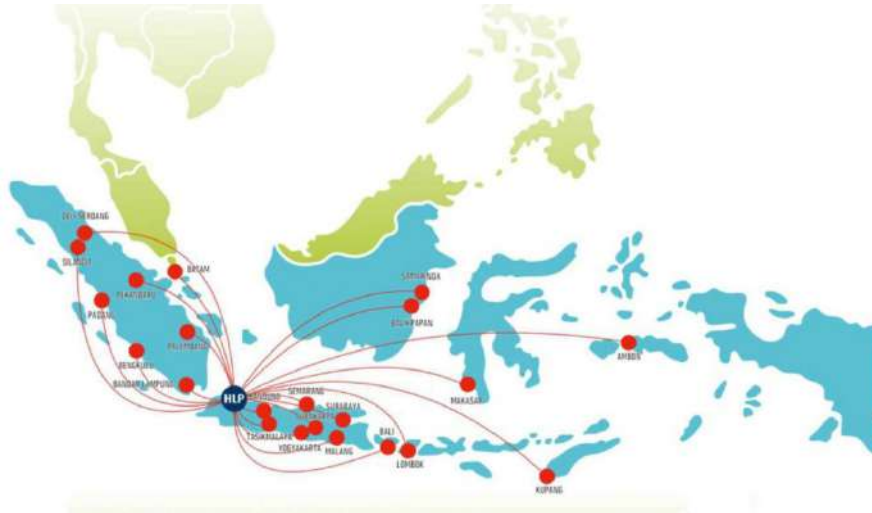 DELI SERDANG
SILANGIT
BATAM
PEKANBARU
PADANG
PALEMBANG
BENGKULU
BANDAR LAMPUNG
HLP
SAMARINDA
BALIKPAPAN
AMBON
MAKASAR
SEMARANG
SURABAYA
TASIKMALAYA
YOGYAKARTA
MALANG
BALI
LOMBOK
KUPANG